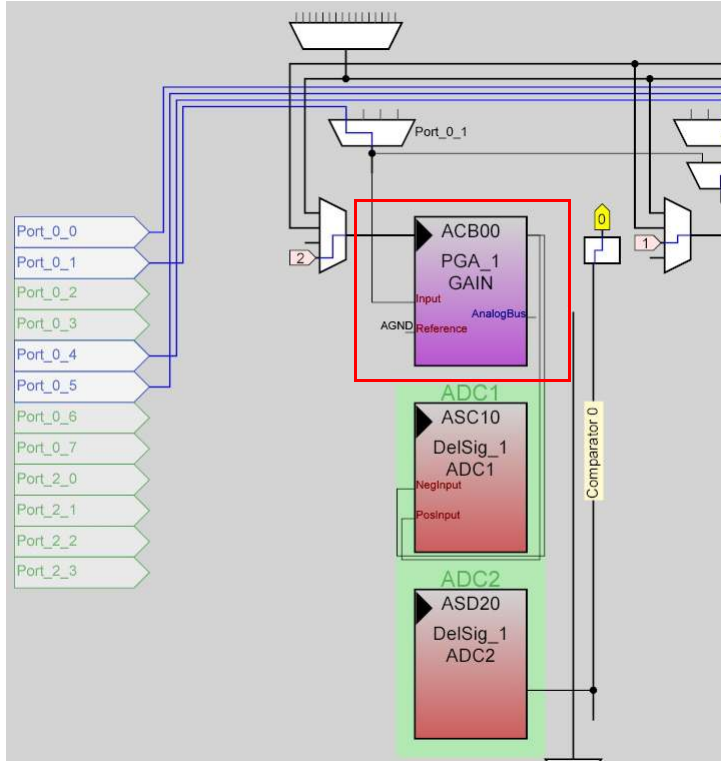 Port_0_1
Port_0_0
Port_0_1
Port_0_2
Port_0_3
Port_0_4
Port_0_5
Port_0_6
Port_0_7
Port_2_0
Port_2_1
Port_2_2
Port_2_3
2
ACB00
PGA_1
GAIN
Input
AnalogBus
AGND
Reference
0
1
ADC1
ASC10
DelSig_1
ADC1
NegInput
PosInput
Comparator 0
ADC2
ASD20
DelSig_1
ADC2